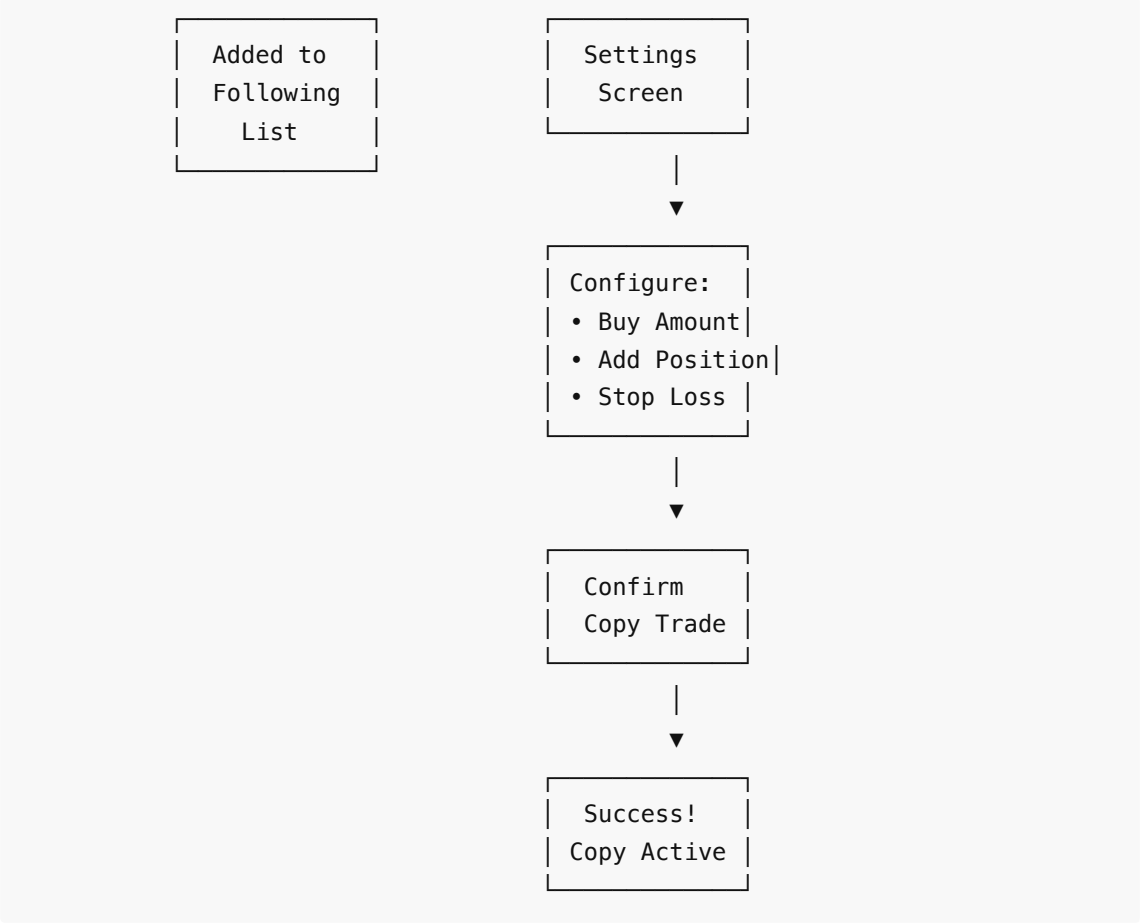 Added to
Following
List
Settings
Screen
Configure:
• Buy Amount
• Add Position
• Stop Loss
Confirm
Copy Trade
Success!
Copy Active